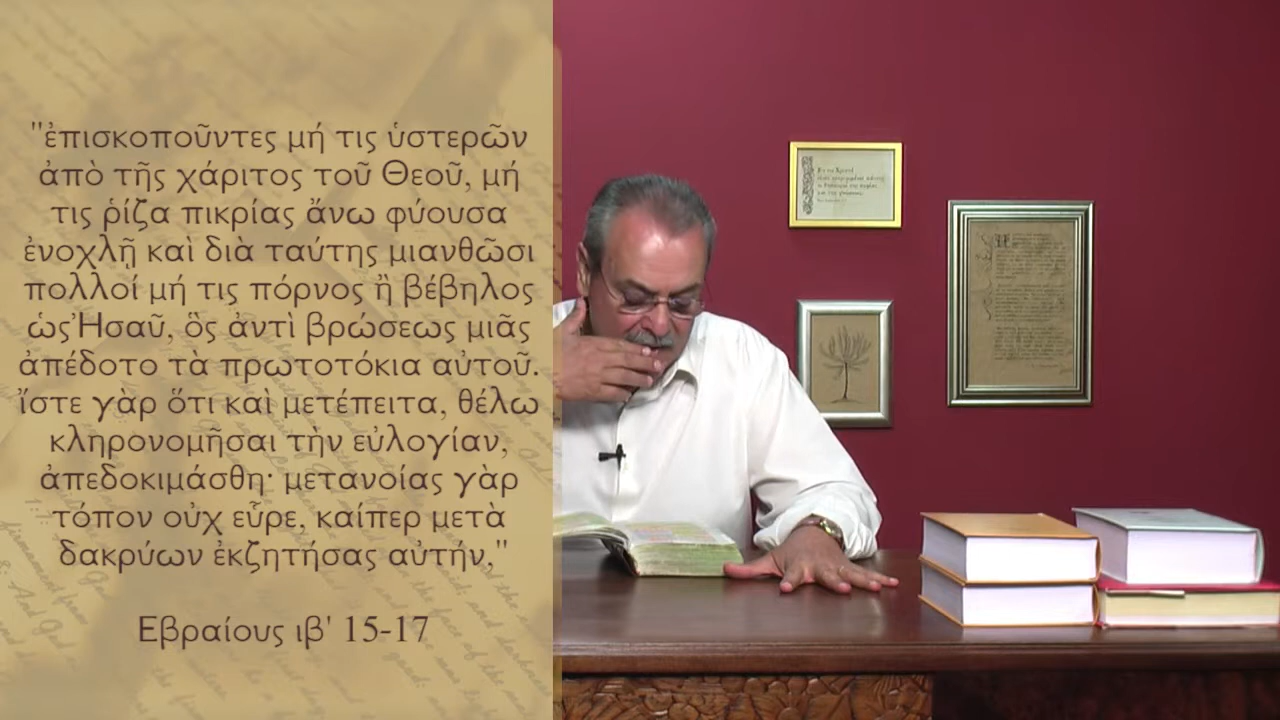 "ἐπισκοποῦντες μή τις ὑστερῶν
ἀπὸ τῆς χάριτος τοῦ Θεοῦ, μή
τις ῥίζα πικρίας ἄνω φύουσα
ἐνοχλῇ καὶ διὰ ταύτης μιανθῶσι
πολλοί μή τις πόρνος ἢ βέβηλος
ὡς Ἠσαῦ, ὃς ἀντὶ βρώσεως μιᾶς
ἀπέδοτο τὰ πρωτοτόκια αὐτοῦ.
ἴστε γὰρ ὅτι καὶ μετέπειτα, θέλω
κληρονομῆσαι τὴν εὐλογίαν,
ἀπεδοκιμάσθη· μετανοίας γὰρ
τόπον οὐχ εὗρε, καίπερ μετὰ
δακρύων ἐκζητήσας αὐτήν,"
Εβραίους ιβ' 15-17